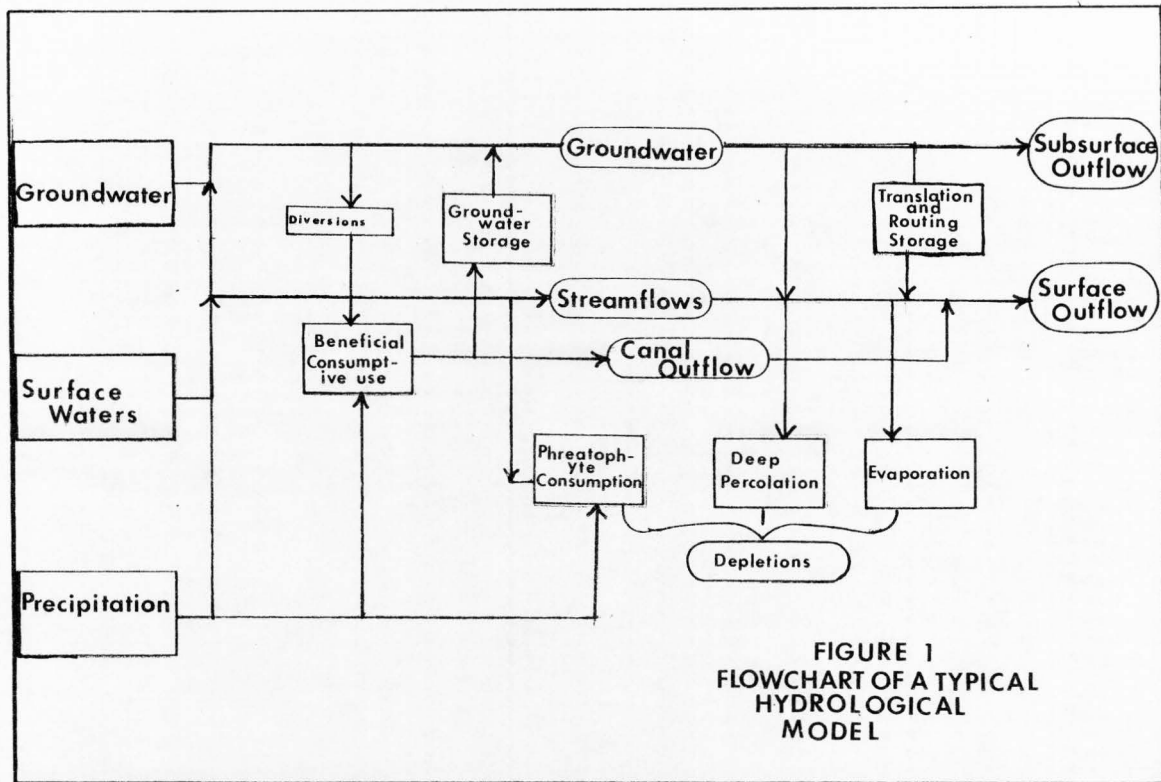 Groundwater
Surface
Waters
Precipitation
Diversions
Beneficial
Consumpt-
ive use
Ground-
water
Storage
Groundwater
Streamflows
Canal
Outflow
Phreatoph-
yte
Consumption
Deep
Percolation
Evaporation
Depletions
Translation
and
Routing
Storage
Subsurface
Outflow
Surface
Outflow
FIGURE 1
FLOWCHART OF A TYPICAL
HYDROLOGICAL
MODEL